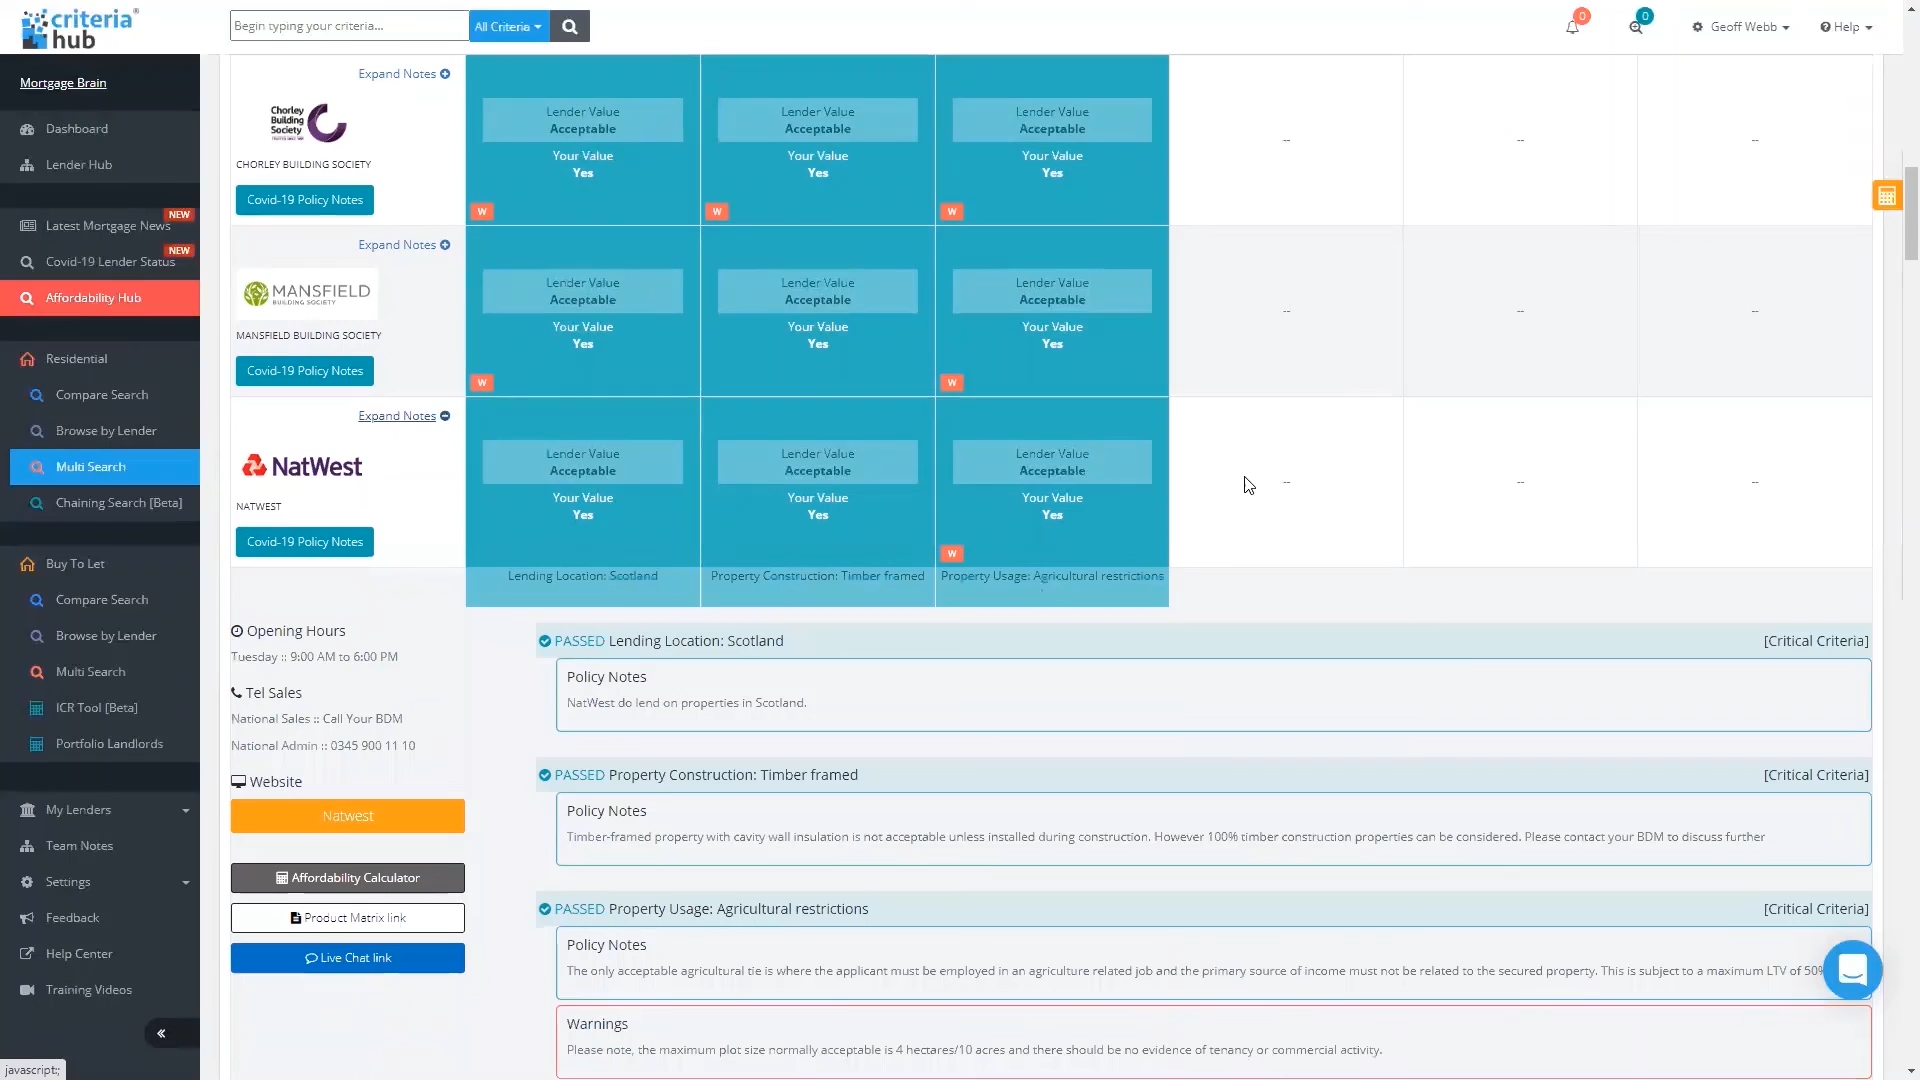 criteria
hub
Begin typing your criteria...
All Criteria
0
0
Geoff Webb
Help
Mortgage Brain
Dashboard
Lender Hub
NEW
Latest Mortgage News
NEW
Covid-19 Lender Status
Affordability Hub
Residential
Compare Search
Browse by Lender
Multi Search
Chaining Search [Beta]
Buy To Let
Compare Search
Browse by Lender
Multi Search
ICR Tool [Beta]
Portfolio Landlords
My Lenders
Team Notes
Settings
Feedback
Help Center
Training Videos
«
javascript:;
Expand Notes
Chorley
Building
Society
CHORLEY BUILDING SOCIETY
Covid-19 Policy Notes
Lender Value
Acceptable
Your Value
Yes
W
Lender Value
Acceptable
Your Value
Yes
W
Lender Value
Acceptable
Your Value
Yes
W
--
--
--
Expand Notes
MANSFIELD
BUILDING SOCIETY
MANSFIELD BUILDING SOCIETY
Covid-19 Policy Notes
Lender Value
Acceptable
Your Value
Yes
W
Lender Value
Acceptable
Your Value
Yes
Lender Value
Acceptable
Your Value
Yes
W
--
--
--
Expand Notes
NatWest
NATWEST
Covid-19 Policy Notes
Lender Value
Acceptable
Your Value
Yes
Lender Value
Acceptable
Your Value
Yes
Lender Value
Acceptable
Your Value
Yes
W
--
--
--
Lending Location: Scotland
Property Construction: Timber framed
Property Usage: Agricultural restrictions
Opening Hours
Tuesday :: 9:00 AM to 6:00 PM
Tel Sales
National Sales :: Call Your BDM
National Admin :: 0345 900 11 10
Website
Natwest
Affordability Calculator
Product Matrix link
Live Chat link
PASSED Lending Location: Scotland [Critical Criteria]
Policy Notes
NatWest do lend on properties in Scotland.
PASSED Property Construction: Timber framed [Critical Criteria]
Policy Notes
Timber-framed property with cavity wall insulation is not acceptable unless installed during construction. However 100% timber construction properties can be considered. Please contact your BDM to discuss further
PASSED Property Usage: Agricultural restrictions [Critical Criteria]
Policy Notes
The only acceptable agricultural tie is where the applicant must be employed in an agriculture related job and the primary source of income must not be related to the secured property. This is subject to a maximum LTV of 50%
Warnings
Please note, the maximum plot size normally acceptable is 4 hectares/10 acres and there should be no evidence of tenancy or commercial activity.